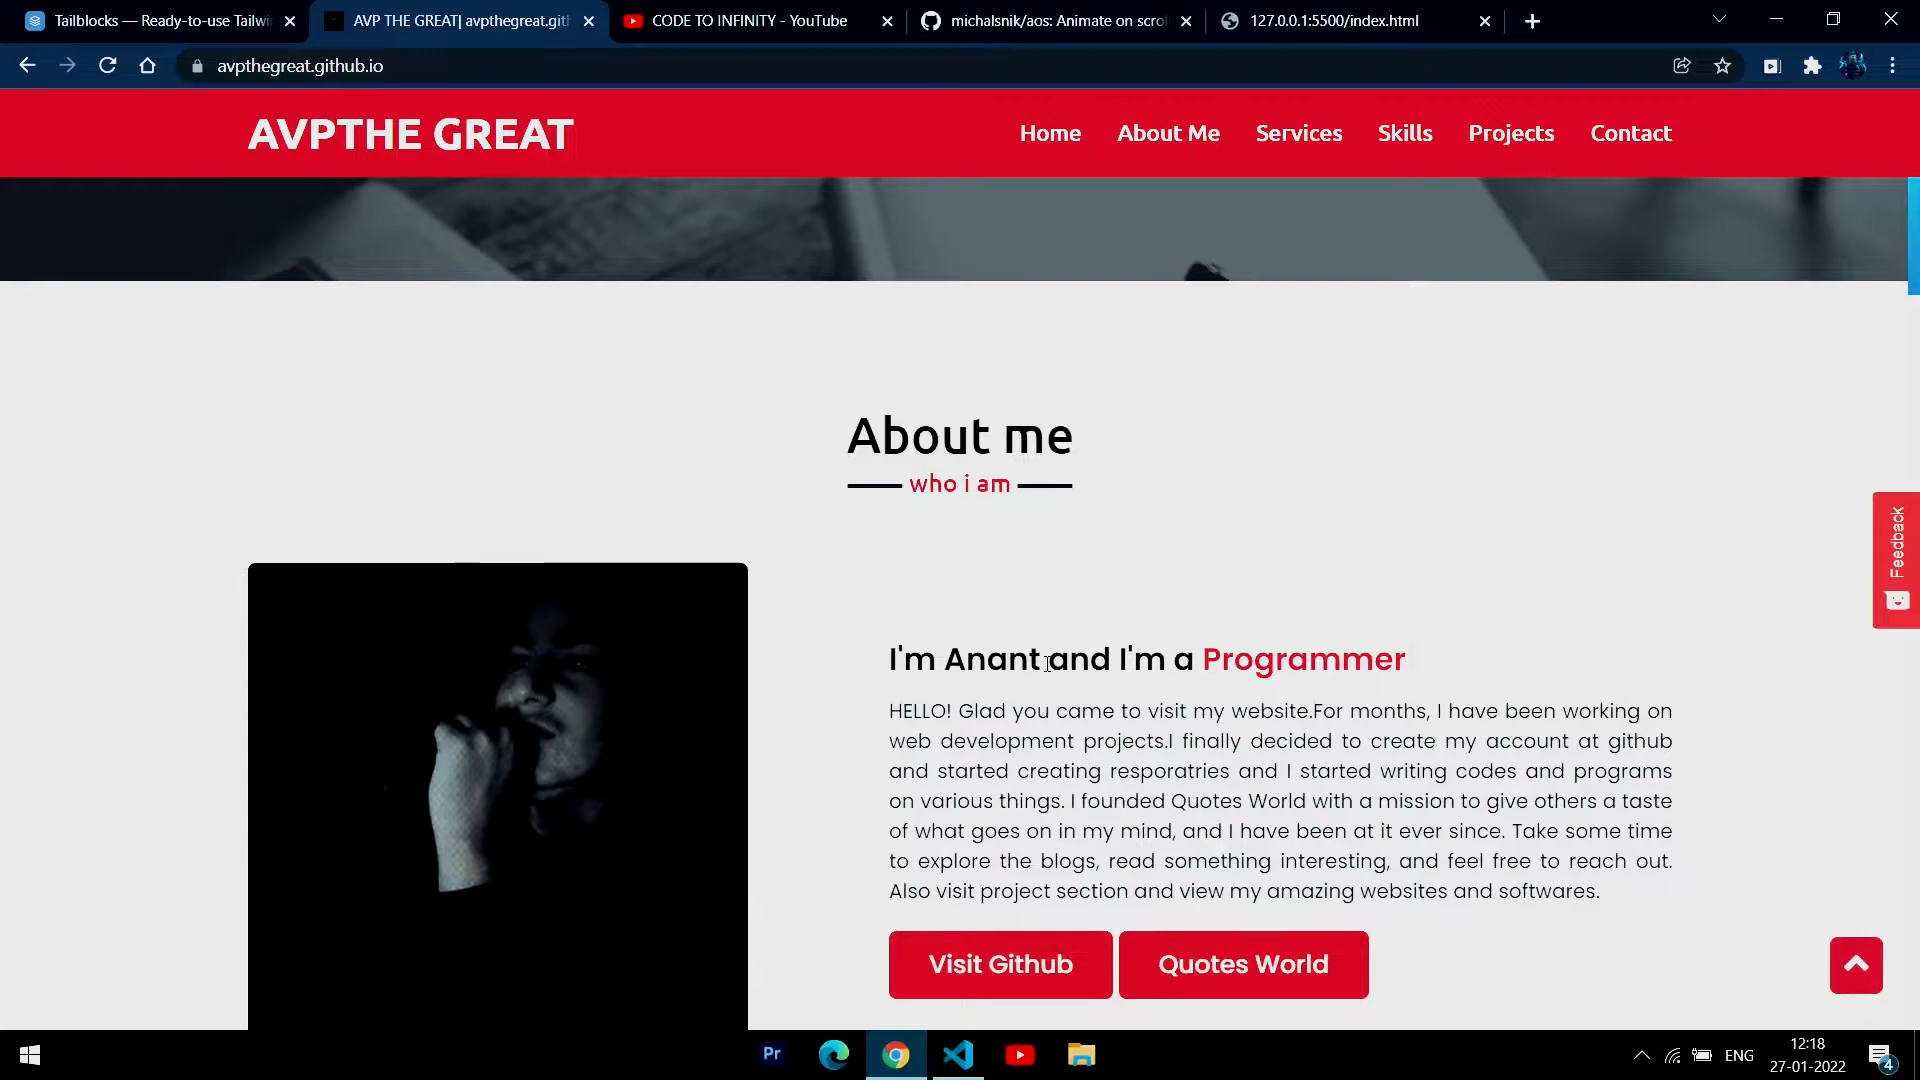 Tailblocks — Ready-to-use Tailwi
AVP THE GREAT| avpthegreat.gith
CODE TO INFINITY - YouTube
michalsnik/aos: Animate on scro
127.0.0.1:5500/index.html
avpthegreat.github.io
AVPTHE GREAT
Home
About Me
Services
Skills
Projects
Contact
About me
who i am
Feedback
I'm Anant and I'm a Programmer
HELLO! Glad you came to visit my website.For months, I have been working on
web development projects.I finally decided to create my account at github
and started creating resporatries and I started writing codes and programs
on various things. I founded Quotes World with a mission to give others a taste
of what goes on in my mind, and I have been at it ever since. Take some time
to explore the blogs, read something interesting, and feel free to reach out.
Also visit project section and view my amazing websites and softwares.
Visit Github
Quotes World
Pr
ENG
12:18
27-01-2022
4